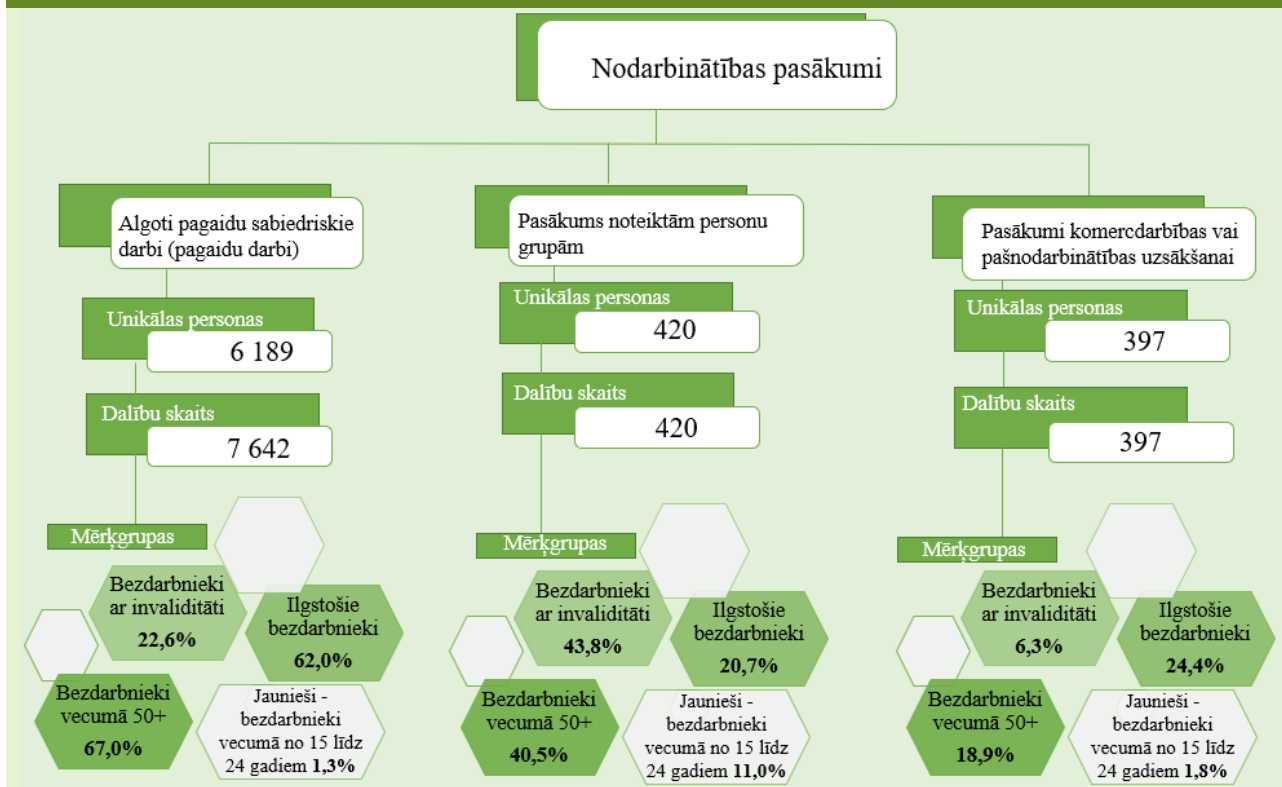 Nodarbinātības pasākumi
Algoti pagaidu sabiedriskie
darbi (pagaidu darbi)
Unikālas personas
6 189
Dalību skaits
7 642
Mērķgrupas
Bezdarbnieki
ar invaliditāti
22,6%
Ilgstošie
bezdarbnieki
62,0%
Bezdarbnieki
vecumā 50+
67,0%
Jaunieši -
bezdarbnieki
vecumā no 15 līdz
24 gadiem 1,3%
Pasākums noteiktām personu
grupām
Unikālas personas
420
Dalību skaits
420
Mērķgrupas
Bezdarbnieki
ar invaliditāti
43,8%
Ilgstošie
bezdarbnieki
20,7%
Bezdarbnieki
vecumā 50+
40,5%
Jaunieši -
bezdarbnieki
vecumā no 15 līdz
24 gadiem 11,0%
Pasākumi komercdarbības vai
pašnodarbinātības uzsākšanai
Unikālas personas
397
Dalību skaits
397
Mērķgrupas
Bezdarbnieki
ar invaliditāti
6,3%
Ilgstošie
bezdarbnieki
24,4%
Bezdarbnieki
vecumā 50+
18,9%
Jaunieši -
bezdarbnieki
vecumā no 15 līdz
24 gadiem 1,8%